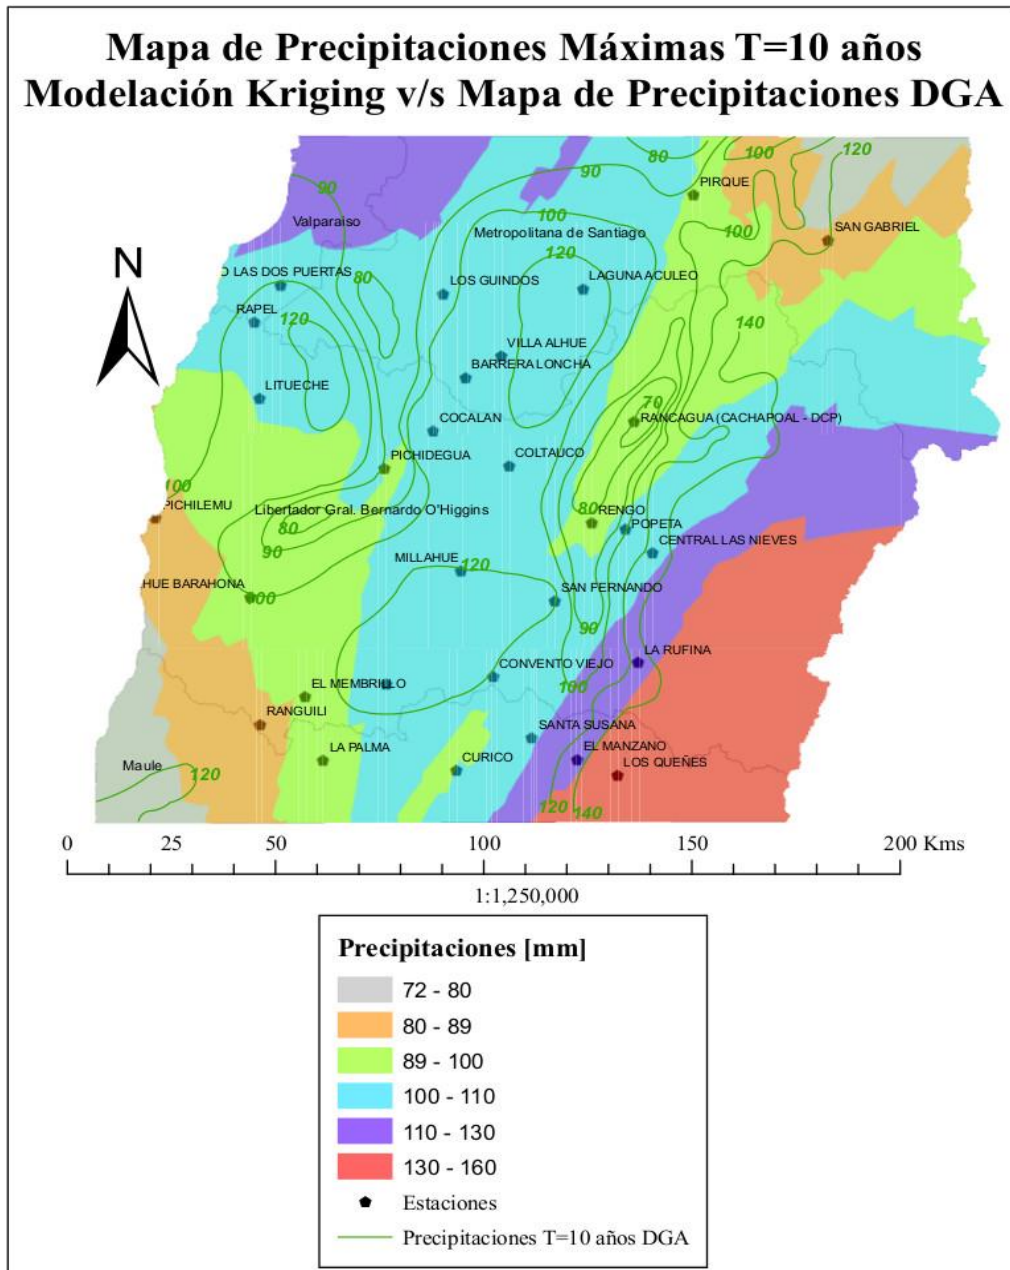 Mapa de Precipitaciones Máximas T=10 años
Modelación Kriging v/s Mapa de Precipitaciones DGA
80
100
120
90
PIRQUE
90
Valparaiso
100
Metropolitana de Santiago
100
SAN GABRIEL
N
120
O LAS DOS PUERTAS
80
LOS GUINDOS
LAGUNA ACULEO
RAPEL
120
140
VILLA ALHUE
BARRERA LONCHA
LITUECHE
70
RANCAGUA (CACHAPOAL - DCP)
COCALAN
PICHIDEGUA
COLTAUCO
100
PICHILEMU
Libertador Gral. Bernardo O'Higgins
80
RENGO
80
POPETA
90
CENTRAL LAS NIEVES
MILLAHUE
120
HUE BARAHONA
00
SAN FERNANDO
90
LA RUFINA
CONVENTO VIEJO
100
EL MEMBRILLO
RANGUILI
SANTA SUSANA
EL MANZANO
LA PALMA
CURICO
LOS QUEÑES
Maule
120
120
140
0 25 50 100 150 200 Kms
1:1,250,000
Precipitaciones [mm]
72 - 80
80 - 89
89 - 100
100 - 110
110 - 130
130 - 160
Estaciones
Precipitaciones T=10 años DGA